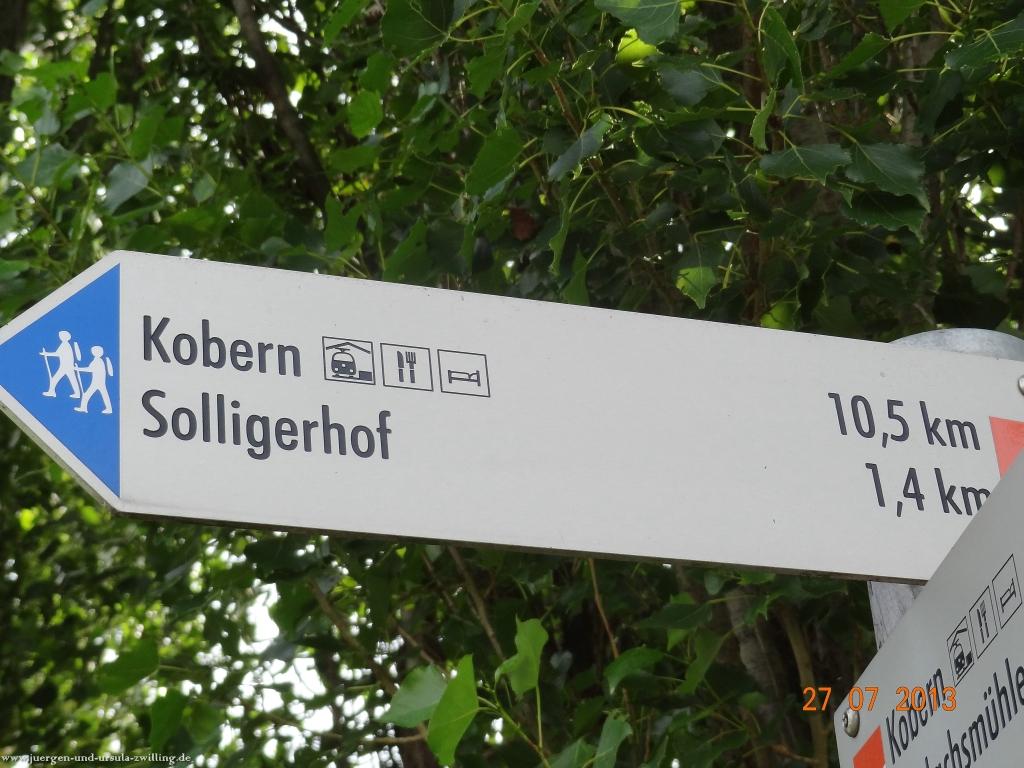 Kobern 10,5 km
Solligerhof 1,4 km
Kobern
27 07 2013
www.juergen-und-ursula-zwilling.de